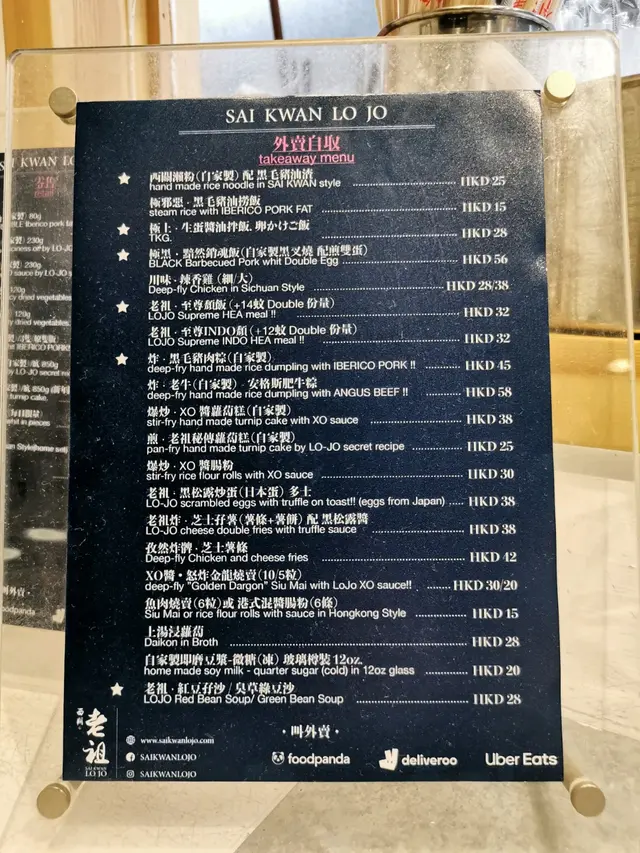 SAI KWAN LO JO
外賣自取
takeaway menu
西關瀨粉(自家製) 配 黑毛豬油渣
hand made rice noodle in SAI KWAN style HKD 25
極邪惡·黑毛豬油撈飯
steam rice with IBERICO PORK FAT HKD 15
極上·生蛋醬油拌飯. 卵かけご飯
TKG. HKD 28
極黑·黯然銷魂飯(自家製黑叉燒 配煎雙蛋)
BLACK Barbecued Pork whit Double Egg HKD 56
川味·辣香雞 (細/大)
Deep-fly Chicken in Sichuan Style HKD 28/38
老祖·至尊頹飯 (+14蚊 Double 份量)
LOJO Supreme HEA meal !! HKD 32
老祖·至尊INDO頹 (+12蚊 Double 份量)
LOJO Supreme INDO HEA meal !! HKD 32
炸·黑毛豬肉粽(自家製)
deep-fry hand made rice dumpling with IBERICO PORK !! HKD 45
炸·老牛(自家製)·安格斯肥牛粽
deep-fry hand made rice dumpling with ANGUS BEEF !! HKD 58
爆炒·XO 醬蘿蔔糕(自家製)
stir-fry hand made turnip cake with XO sauce HKD 38
煎·老祖秘傳蘿蔔糕(自家製)
pan-fry hand made turnip cake by LO-JO secret recipe HKD 25
爆炒·XO 醬腸粉
stir-fry rice flour rolls with XO sauce HKD 30
老祖·黑松露炒蛋(日本蛋) 多士
LO-JO scrambled eggs with truffle on toast!! (eggs from Japan) HKD 38
老祖炸·芝士孖薯(薯條+薯餅) 配 黑松露醬
LO-JO cheese double fries with truffle sauce HKD 38
孜然炸雞·芝士薯條
Deep-fly Chicken and cheese fries HKD 42
XO醬·怒炸金龍燒賣(10/5粒)
deep-fly "Golden Dargon" Siu Mai with LoJo XO sauce!! HKD 30/20
魚肉燒賣(6粒)或 港式混醬腸粉(6條)
Siu Mai or rice flour rolls with sauce in Hongkong Style HKD 15
上湯浸蘿蔔
Daikon in Broth HKD 28
自家製即磨豆漿-微糖(凍) 玻璃樽裝 12oz.
home made soy milk - quarter sugar (cold) in 12oz glass HKD 20
老祖·紅豆孖沙/臭草綠豆沙
LOJO Red Bean Soup/ Green Bean Soup HKD 28
·叫外賣·
西關 老祖
SAI KWAN
LO JO
www.saikwanlojo.com
SAIKWANLOJO
SAIKWANLOJO
foodpanda
deliveroo
Uber Eats